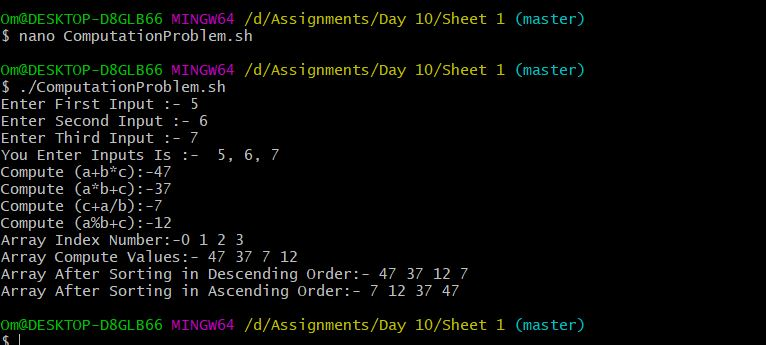 Om@DESKTOP-D8GLB66 MINGW64 /d/Assignments/Day 10/Sheet 1 (master)
$ nano ComputationProblem.sh
Om@DESKTOP-D8GLB66 MINGW64 /d/Assignments/Day 10/Sheet 1 (master)
$ ./ComputationProblem.sh
Enter First Input :- 5
Enter Second Input :- 6
Enter Third Input :- 7
You Enter Inputs Is :-  5, 6, 7
Compute (a+b*c):-47
Compute (a*b+c):-37
Compute (c+a/b):-7
Compute (a%b+c):-12
Array Index Number:-0 1 2 3
Array Compute Values:- 47 37 7 12
Array After Sorting in Descending Order:- 47 37 12 7
Array After Sorting in Ascending Order:- 7 12 37 47
Om@DESKTOP-D8GLB66 MINGW64 /d/Assignments/Day 10/Sheet 1 (master)
$